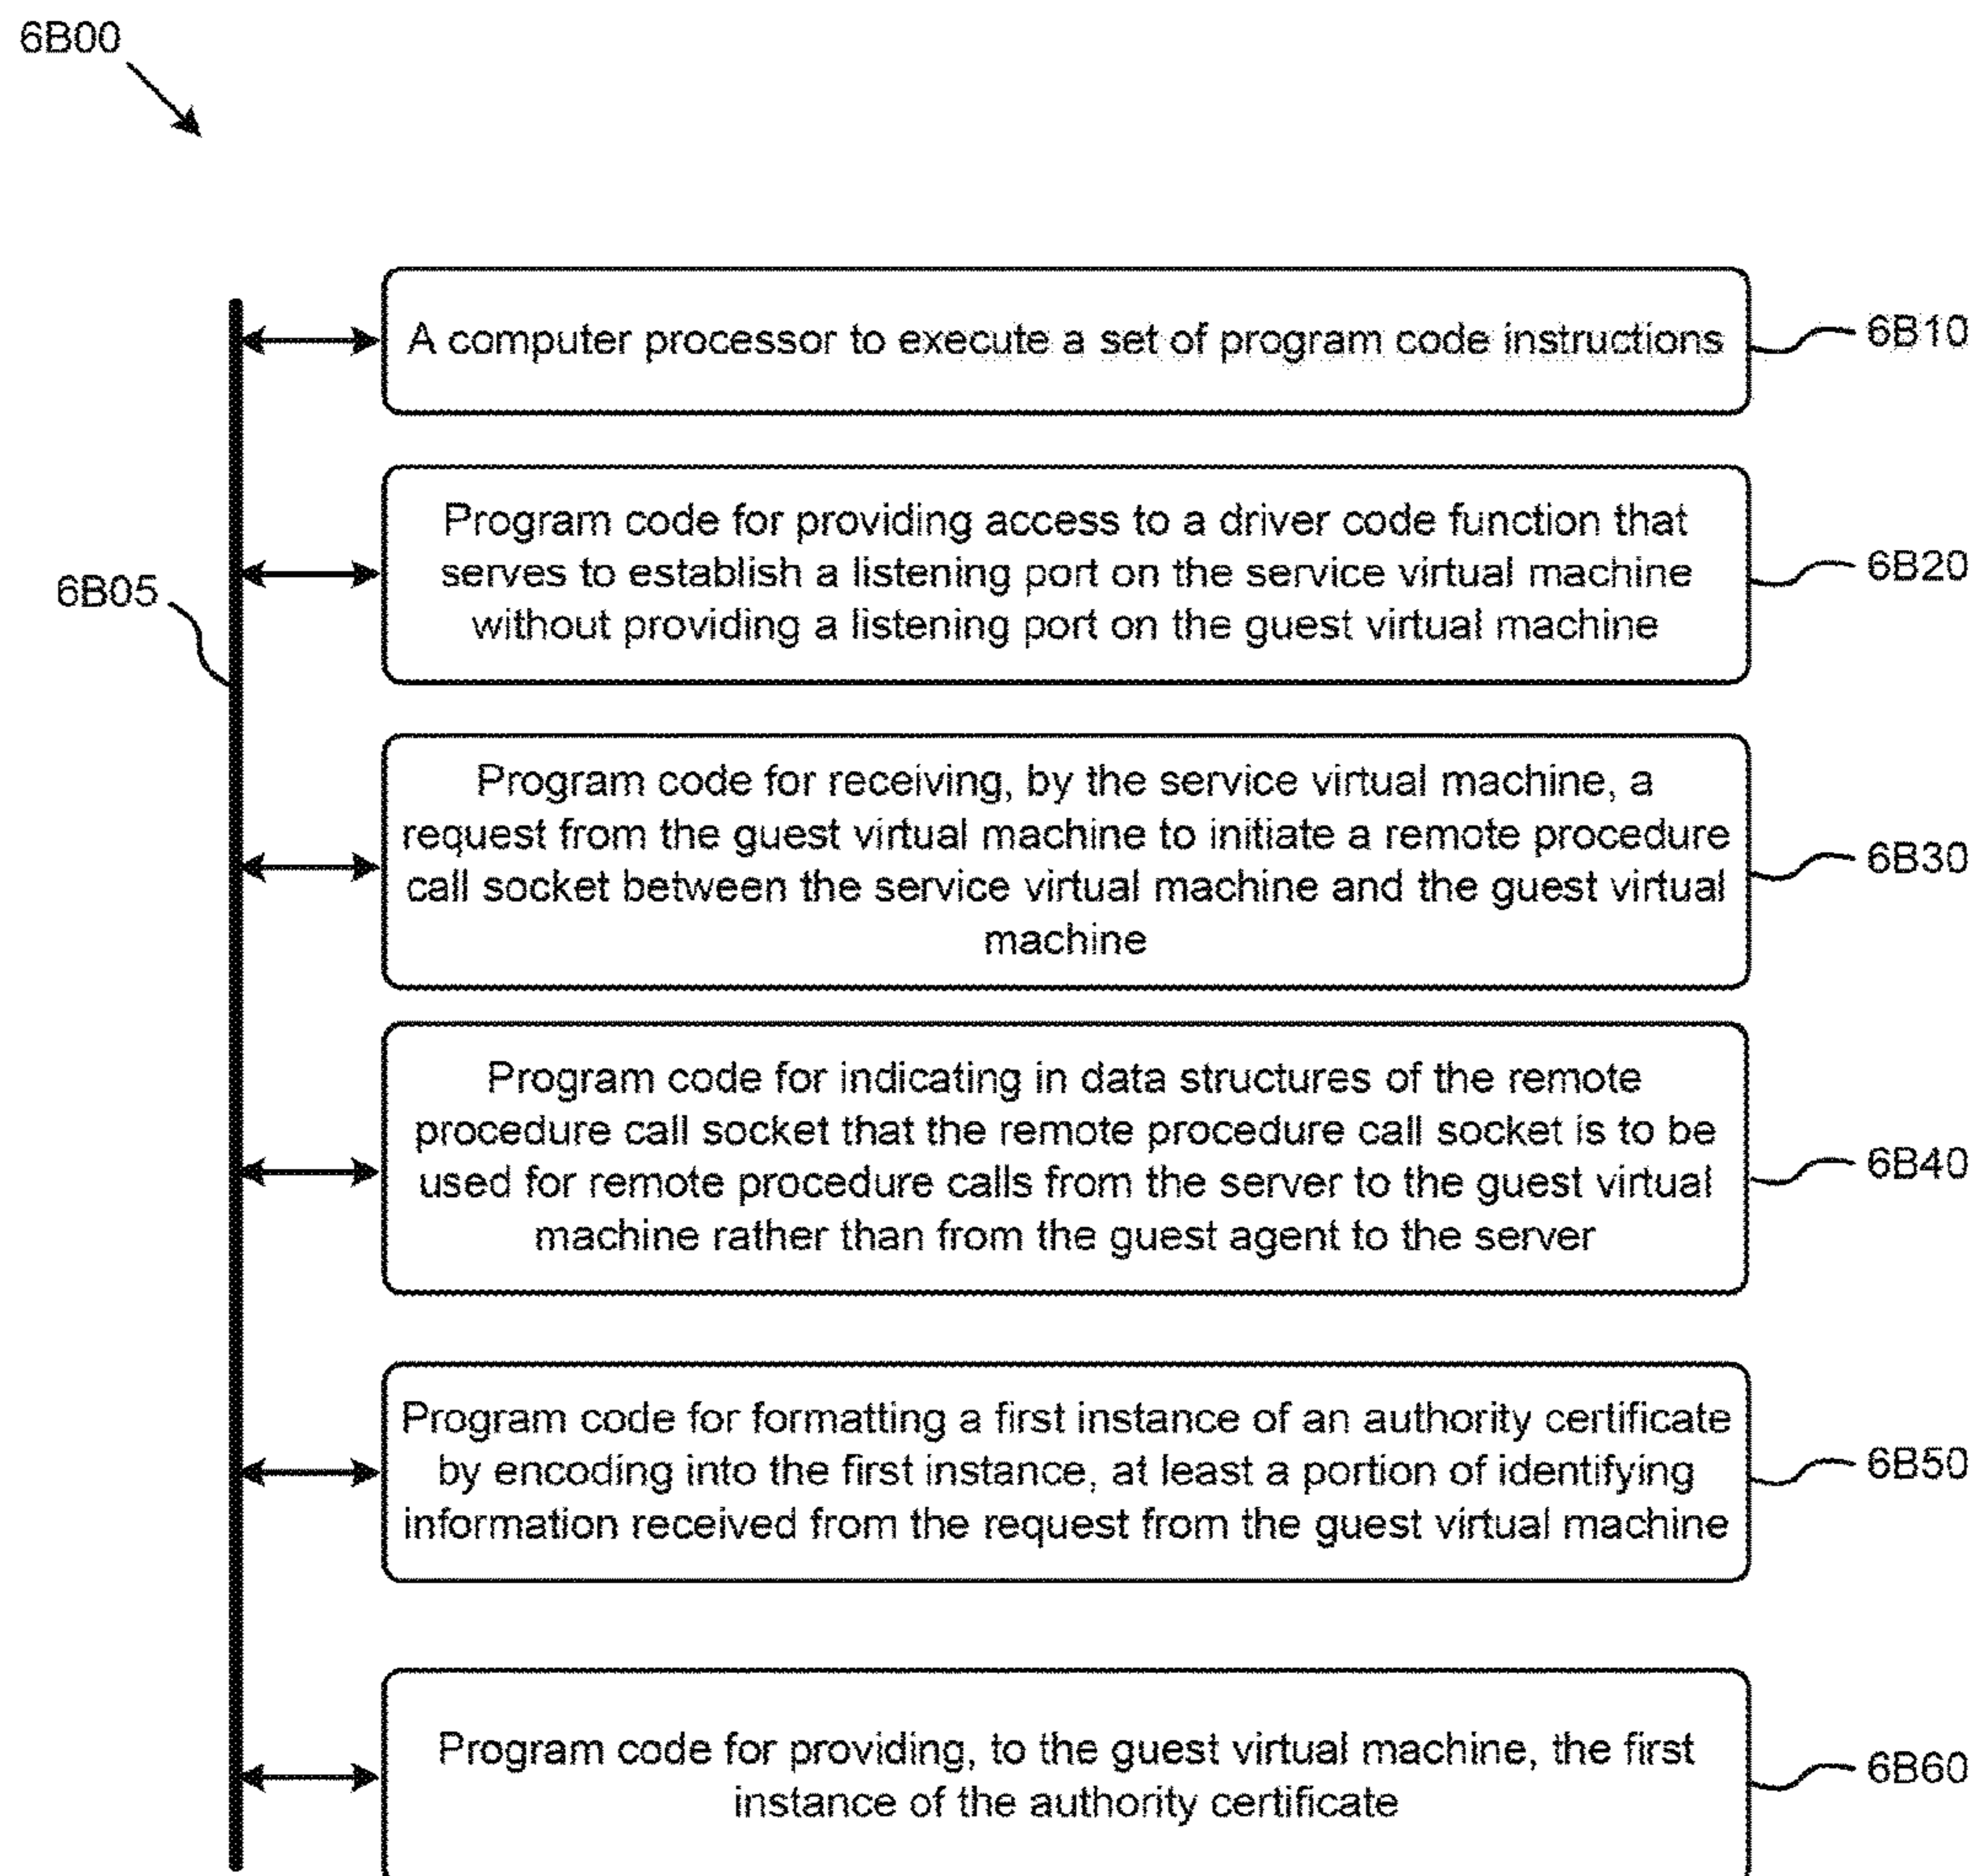 6B00
A computer processor to execute a set of program code instructions
6B10
Program code for providing access to a driver code function that
serves to establish a listening port on the service virtual machine
without providing a listening port on the guest virtual machine
6B20
6B05
Program code for receiving, by the service virtual machine, a
request from the guest virtual machine to initiate a remote procedure
call socket between the service virtual machine and the guest virtual
machine
6B30
Program code for indicating in data structures of the remote
procedure call socket that the remote procedure call socket is to be
used for remote procedure calls from the server to the guest virtual
machine rather than from the guest agent to the server
6B40
Program code for formatting a first instance of an authority certificate
by encoding into the first instance, at least a portion of identifying
information received from the request from the guest virtual machine
6B50
Program code for providing, to the guest virtual machine, the first
instance of the authority certificate
6B60